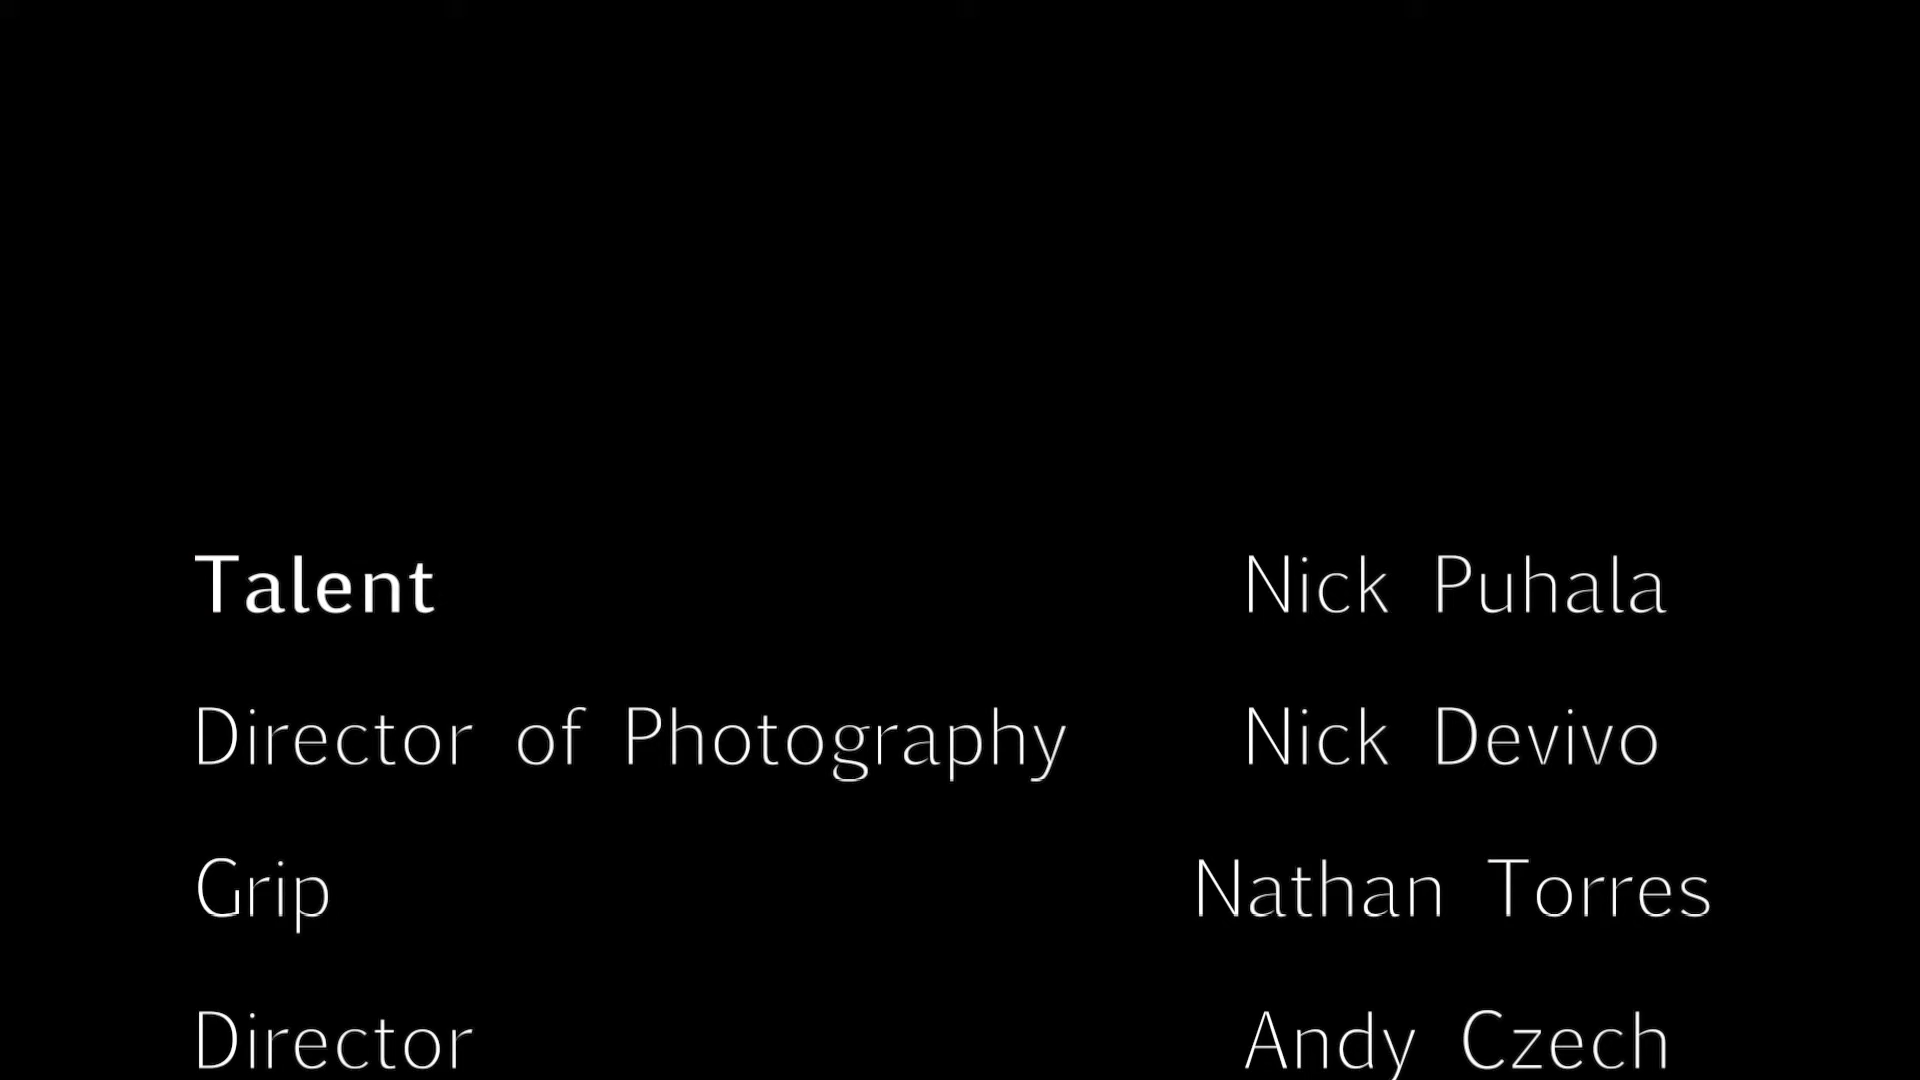 Talent Nick Puhala
Director of Photography Nick Devivo
Grip Nathan Torres
Director Andy Czech